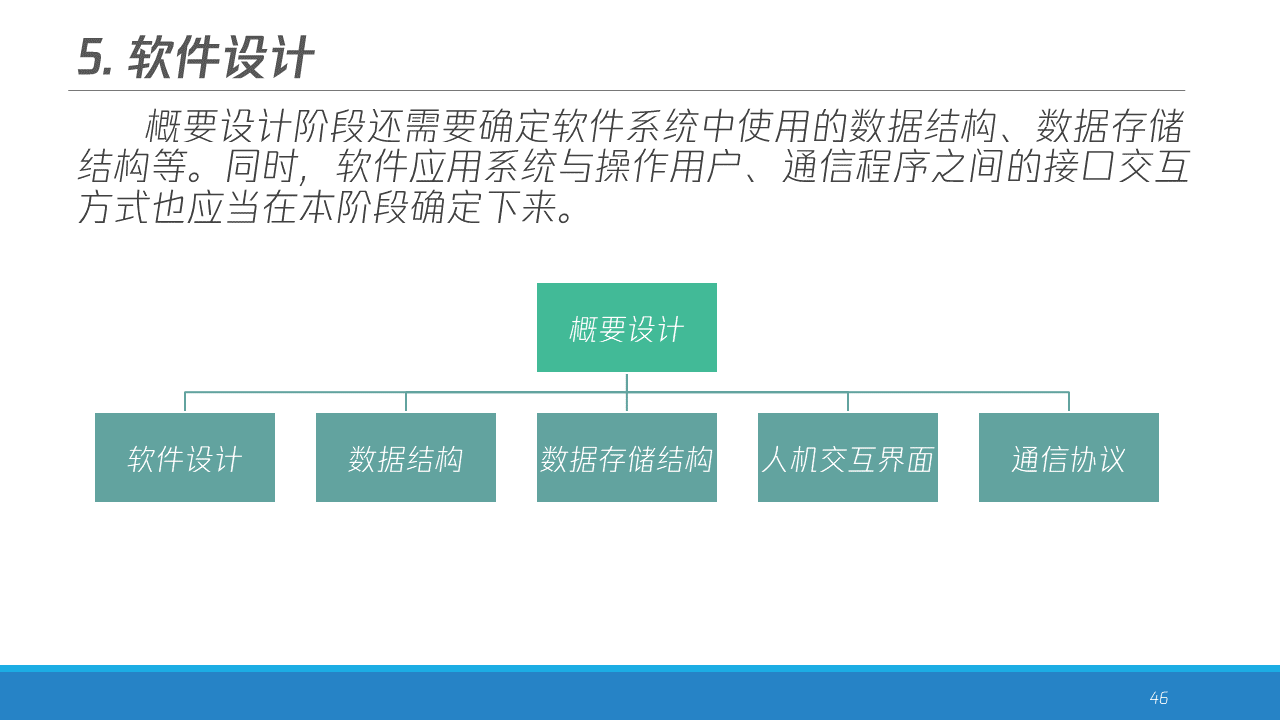 5. 软件设计
概要设计阶段还需要确定软件系统中使用的数据结构、数据存储
结构等。同时，软件应用系统与操作用户、通信程序之间的接口交互
方式也应当在本阶段确定下来。
概要设计
软件设计
数据结构
数据存储结构
人机交互界面
通信协议
46